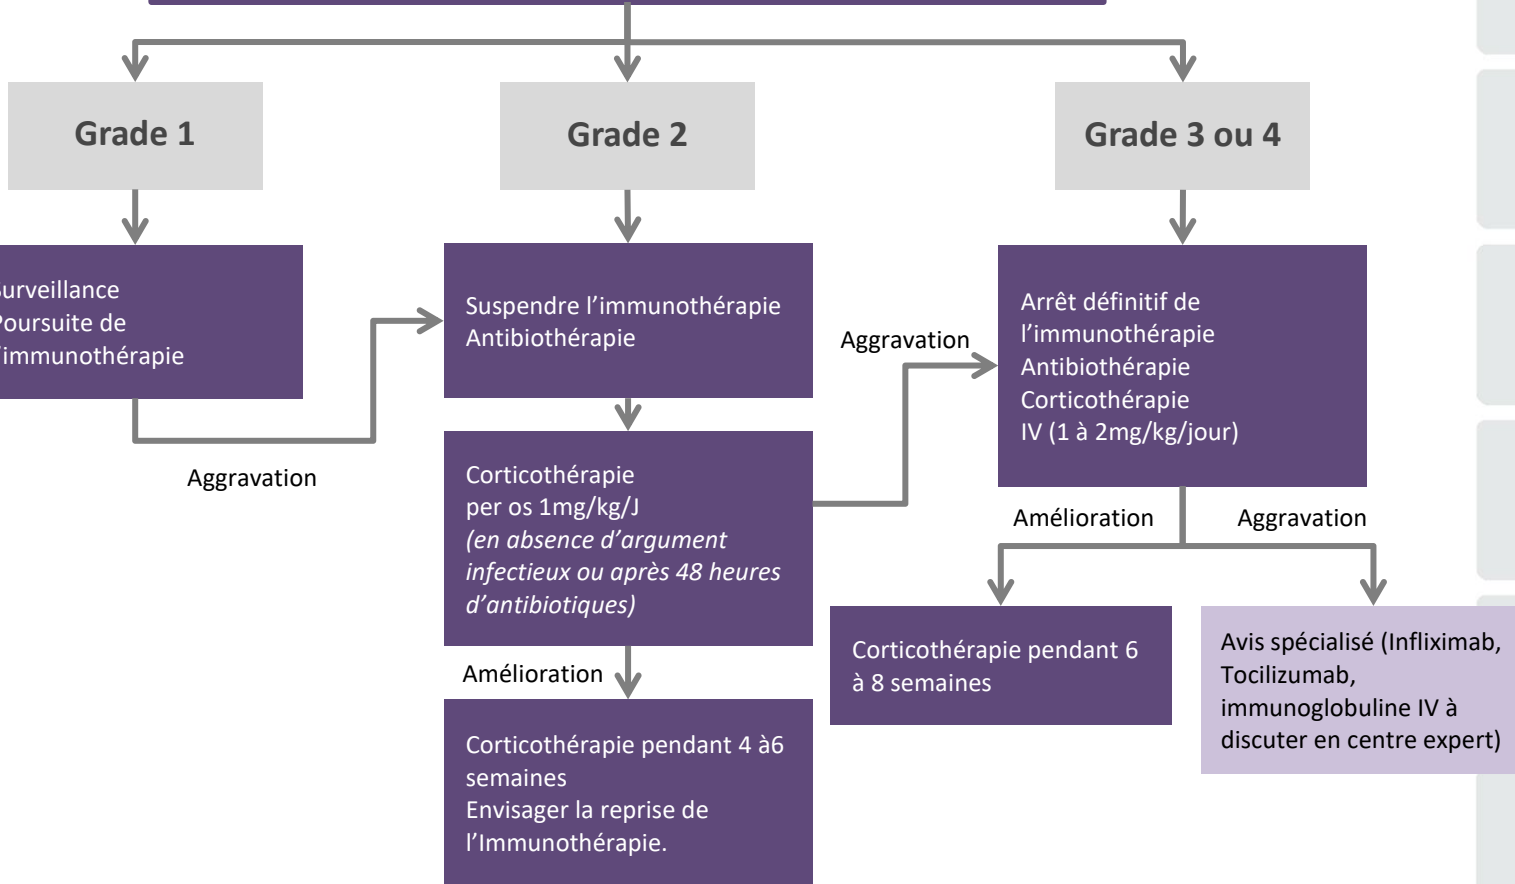 Grade 1
Surveillance
Poursuite de
l'immunothérapie
Aggravation
Grade 2
Suspendre l’immunothérapie
Antibiothérapie
Corticothérapie
per os 1mg/kg/J
(en absence d’argument
infectieux ou après 48 heures
d’antibiotiques)
Amélioration
Corticothérapie pendant 4 à6
semaines
Envisager la reprise de
l’Immunothérapie.
Aggravation
Grade 3 ou 4
Arrêt définitif de
l’immunothérapie
Antibiothérapie
Corticothérapie
IV (1 à 2mg/kg/jour)
Amélioration
Aggravation
Corticothérapie pendant 6
à 8 semaines
Avis spécialisé (Infliximab,
Tocilizumab,
immunoglobuline IV à
discuter en centre expert)